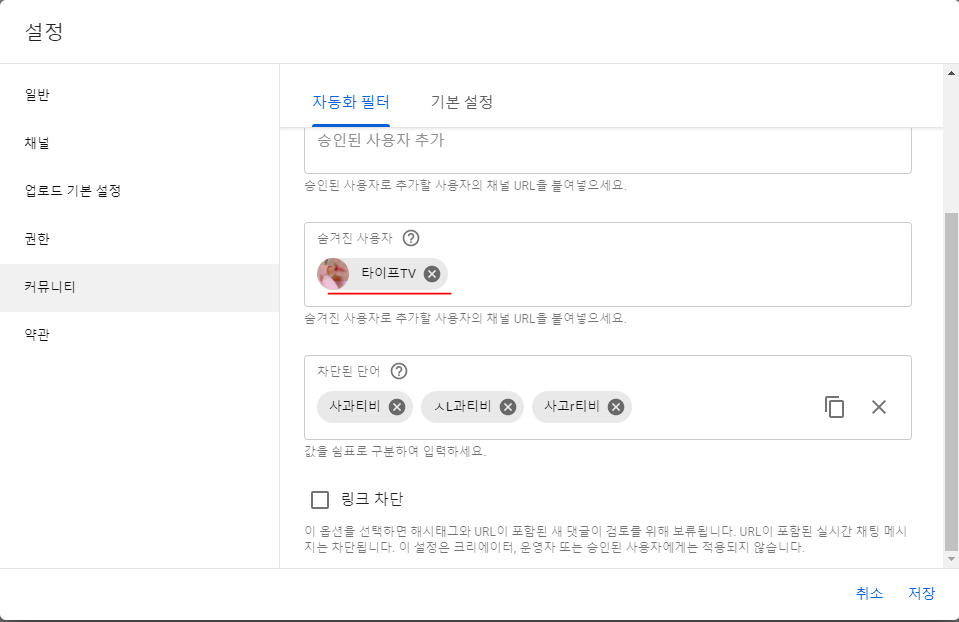 설정
일반
채널
업로드 기본 설정
권한
커뮤니티
약관
자동화 필터
기본 설정
승인된 사용자 추가
승인된 사용자로 추가할 사용자의 채널 URL을 붙여넣으세요.
숨겨진 사용자
타이프TV
숨겨진 사용자로 추가할 사용자의 채널 URL을 붙여넣으세요.
차단된 단어
사과티비
ㅅL과티비
사고r티비
값을 쉼표로 구분하여 입력하세요.
링크 차단
이 옵션을 선택하면 해시태그와 URL이 포함된 새 댓글이 검토를 위해 보류됩니다. URL이 포함된 실시간 채팅 메시
지는 차단됩니다. 이 설정은 크리에이터, 운영자 또는 승인된 사용자에게는 적용되지 않습니다.
취소
저장